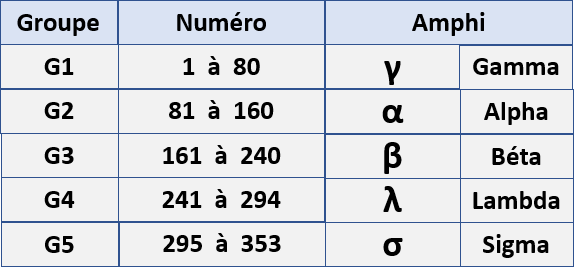 Groupe Numéro Amphi
G1 1 à 80 γ Gamma
G2 81 à 160 α Alpha
G3 161 à 240 β Béta
G4 241 à 294 λ Lambda
G5 295 à 353 σ Sigma